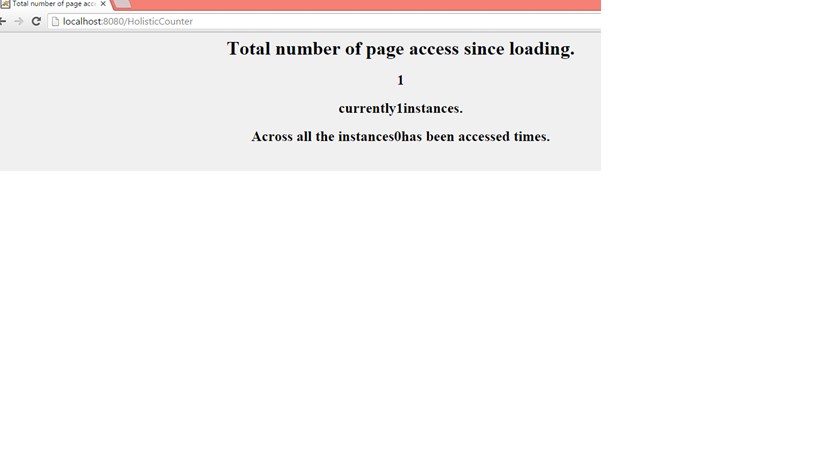 Total number of page acc
localhost:8080/HolisticCounter
Total number of page access since loading.
1
currently1instances.
Across all the instances0has been accessed times.